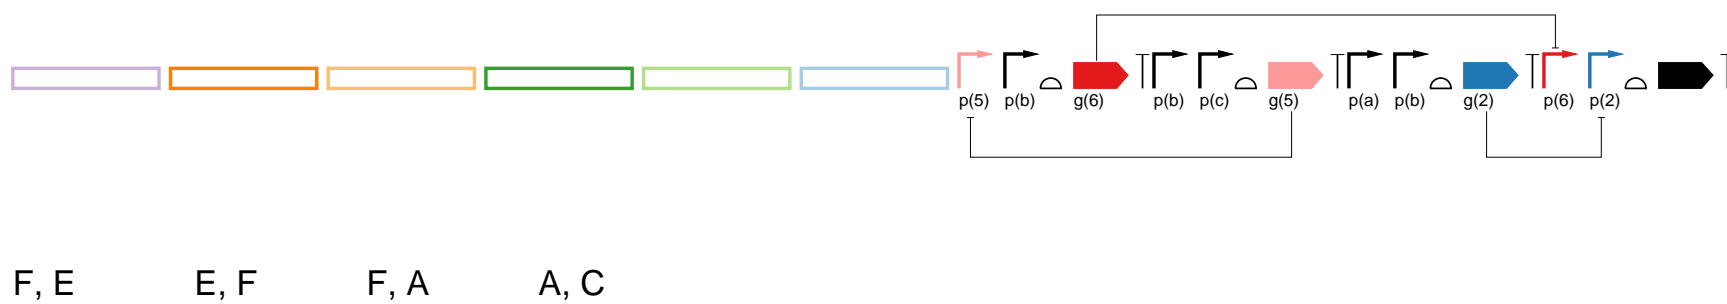 p(5) p(b) g(6) p(b) p(c) g(5) p(a) p(b) g(2) p(6) p(2)
F, E E, F F, A A, C